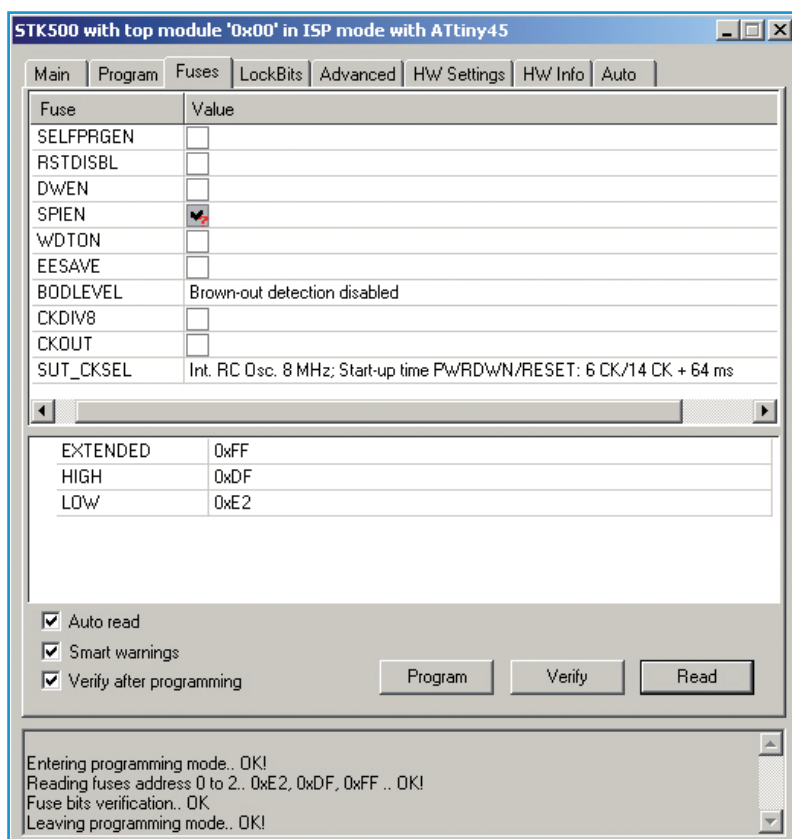 STK500 with top module '0x00' in ISP mode with ATtiny45
Main Program Fuses LockBits Advanced HW Settings HW Info Auto
Fuse Value
SELFPRGEN
RSTDISBL
DWEN
SPIEN
WDTON
EESAVE
BODLEVEL Brown-out detection disabled
CKDIV8
CKOUT
SUT_CKSEL Int. RC Osc. 8 MHz; Start-up time PWRDWN/RESET: 6 CK/14 CK + 64 ms
EXTENDED 0xFF
HIGH 0xDF
LOW 0xE2
Auto read
Smart warnings
Verify after programming
Program Verify Read
Entering programming mode.. OK!
Reading fuses address 0 to 2.. 0xE2, 0xDF, 0xFF .. OK!
Fuse bits verification.. OK
Leaving programming mode.. OK!